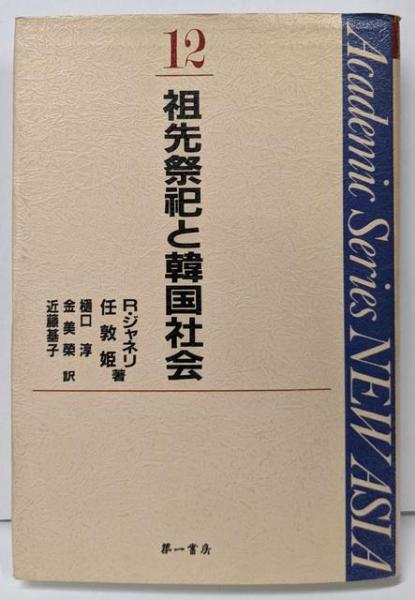 12
祖先祭祀と韓国社会
R・ジャネリ
任敦姫 著
樋口淳
金美榮 訳
近藤基子
第一書房
Academic Series NEW ASIA